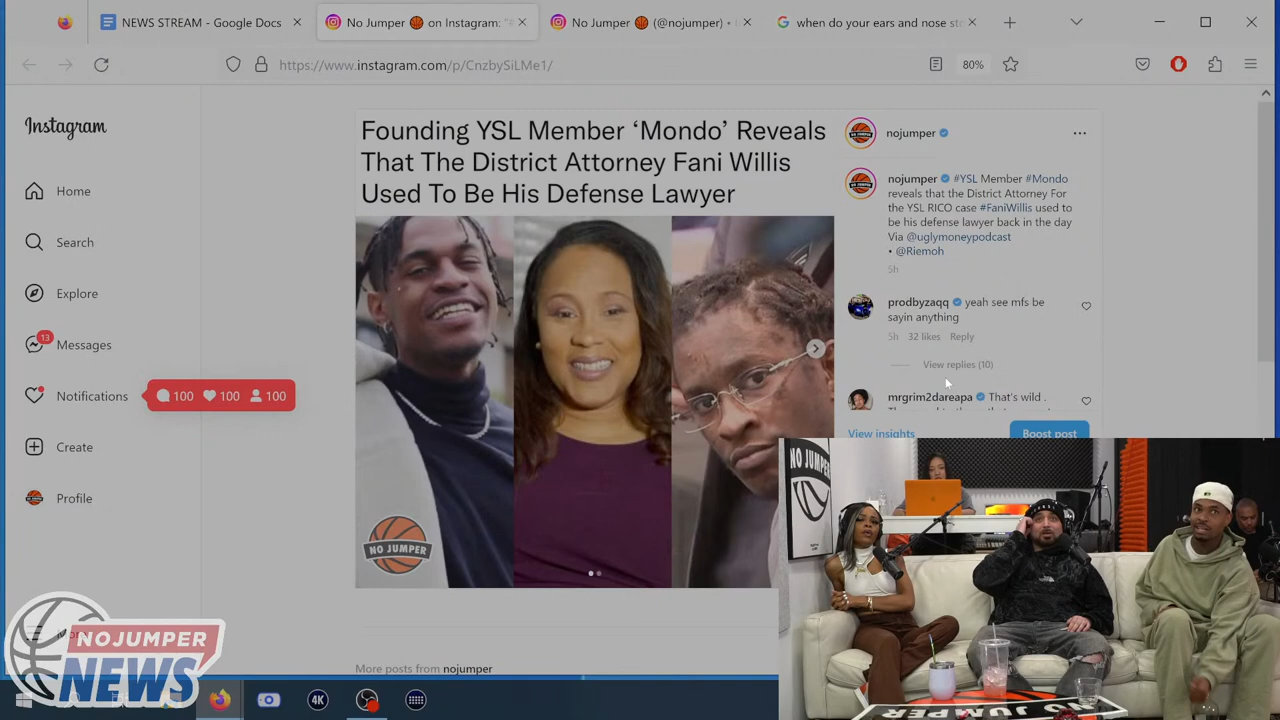 NEWS STREAM - Google Docs
No Jumper on Instagram: "
No Jumper (@nojumper) •
when do your ears and nose st
https://www.instagram.com/p/CnzbySiLMe1/
80%
Instagram
Home
Search
Explore
13
Messages
Notifications
100 100 100
Create
Profile
Founding YSL Member ‘Mondo’ Reveals
That The District Attorney Fani Willis
Used To Be His Defense Lawyer
NO JUMPER
nojumper
nojumper #YSL Member #Mondo
reveals that the District Attorney For
the YSL RICO case #FaniWillis used to
be his defense lawyer back in the day
Via @uglymoneypodcast
• @Riemoh
5h
prodbyzaqq yeah see mfs be
sayin anything
5h 32 likes Reply
View replies (10)
mrgrim2dareapa That's wild .
View insights
Boost post
More posts from nojumper
NO JUMPER
NOJUMPER
NEWS
4K
NO JUMPER